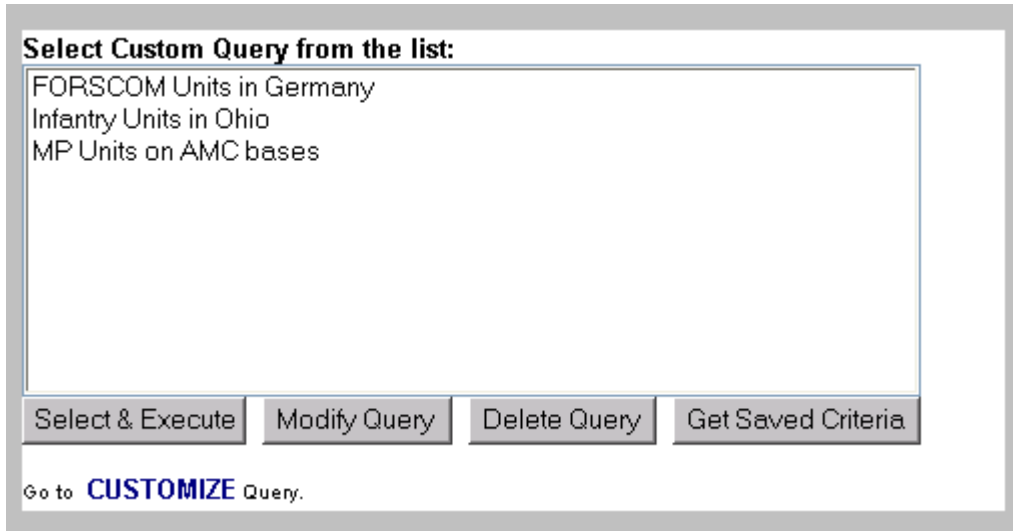 Select Custom Query from the list:
FORSCOM Units in Germany
Infantry Units in Ohio
MP Units on AMC bases
Select & Execute Modify Query Delete Query Get Saved Criteria
Go to CUSTOMIZE Query.